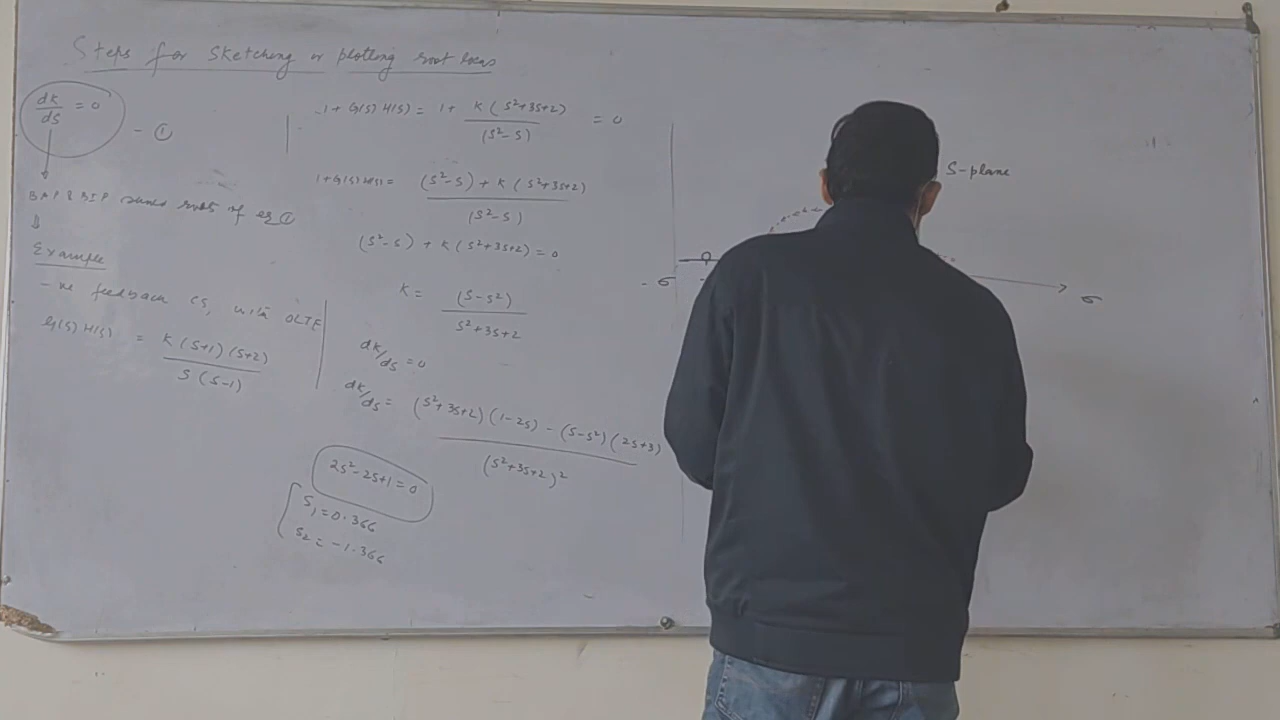 Steps for sketching or plotting root locus
dk/ds = 0 - ①
BAP & BIP roots of eq ①
Example
-ve feedback CS, with OLTF
G(s) H(s) = K (s+1) (s+2) / s (s-1)
1 + G(s) H(s) = 1 + K (s²+3s+2) / (s²-s) = 0
1+G(s) H(s) = (s²-s) + K (s²+3s+2) / (s²-s)
(s²-s) + K (s²+3s+2) = 0
K = (s-s²) / s²+3s+2
dk/ds = 0
dk/ds = (s²+3s+2) (1-2s) - (s-s²) (2s+3) / (s²+3s+2)²
2s²-2s+1 = 0
s₁ = 0.366
s₂ = -1.366
s-plane
-σ
σ